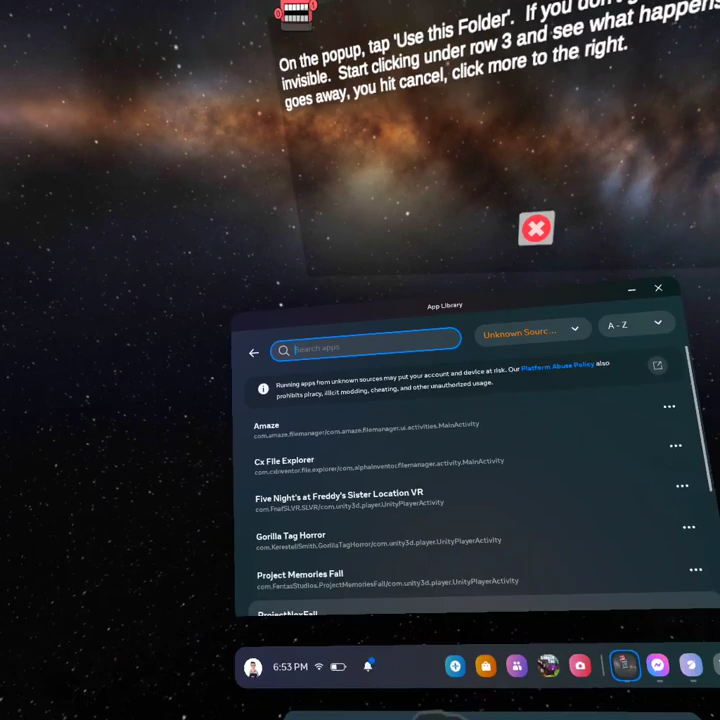 On the popup, tap 'Use this Folder'. If you don't
invisible. Start clicking under row 3 and see what happens
goes away, you hit cancel, click more to the right.
App Library
Search apps
Unknown Sourc...
A - Z
Running apps from unknown sources may put your account and device at risk. Our Platform Abuse Policy also
prohibits piracy, illicit modding, cheating, and other unauthorized usage.
Amaze
com.amaze.filemanager/com.amaze.filemanager.ui.activities.MainActivity
Cx File Explorer
com.cxinventor.file.explorer/com.alphainventor.filemanager.activity.MainActivity
Five Night's at Freddy's Sister Location VR
com.FnafSLVR.SLVR/com.unity3d.player.UnityPlayerActivity
Gorilla Tag Horror
com.KerestellSmith.GorillaTagHorror/com.unity3d.player.UnityPlayerActivity
Project Memories Fall
com.FentasStudios.ProjectMemoriesFall/com.unity3d.player.UnityPlayerActivity
ProjectNoxFall
6:53 PM